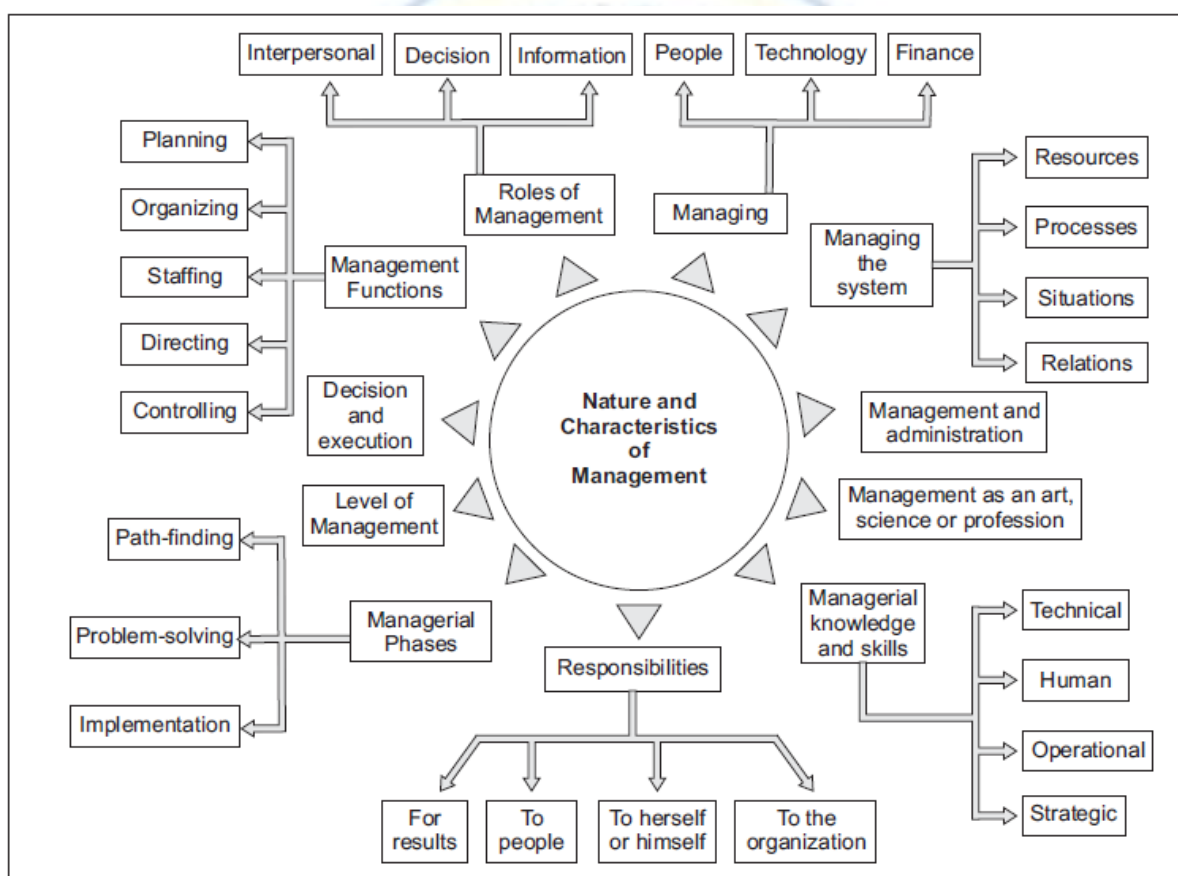 Interpersonal
Decision
Information
People
Technology
Finance
Planning
Organizing
Staffing
Directing
Controlling
Management
Functions
Roles of
Management
Managing
Managing
the
system
Resources
Processes
Situations
Relations
Decision
and
execution
Nature and
Characteristics
of
Management
Management and
administration
Level of
Management
Management as an art,
science or profession
Path-finding
Problem-solving
Implementation
Managerial
Phases
Responsibilities
For
results
To
people
To herself
or himself
To the
organization
Managerial
knowledge
and skills
Technical
Human
Operational
Strategic